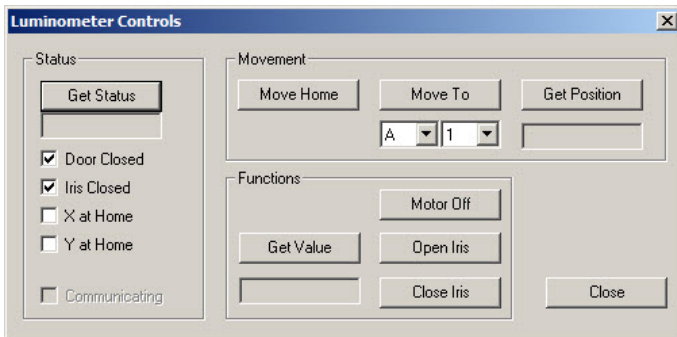 Luminometer Controls
Status
Get Status
Door Closed
Iris Closed
X at Home
Y at Home
Communicating
Movement
Move Home
Move To
Get Position
A
1
Functions
Motor Off
Get Value
Open Iris
Close Iris
Close